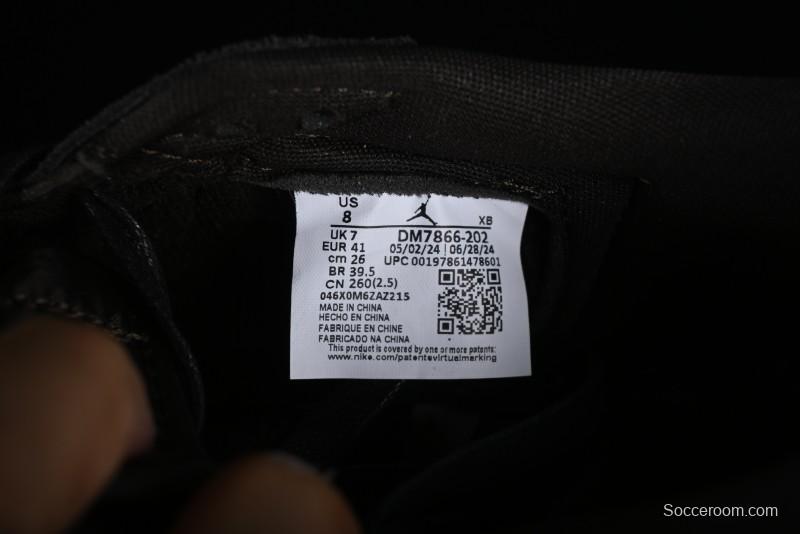 US
8
XB
UK 7
DM7866-202
EUR 41
05/02/24 | 06/28/24
cm 26
UPC 00197861478601
BR 39.5
CN 260(2.5)
046X0M6ZAZ215
MADE IN CHINA
HECHO EN CHINA
FABRIQUE EN CHINE
FABRICADO NA CHINA
This product is covered by one or more patents:
www.nike.com/patentevirtualmarking
Socceroom.com